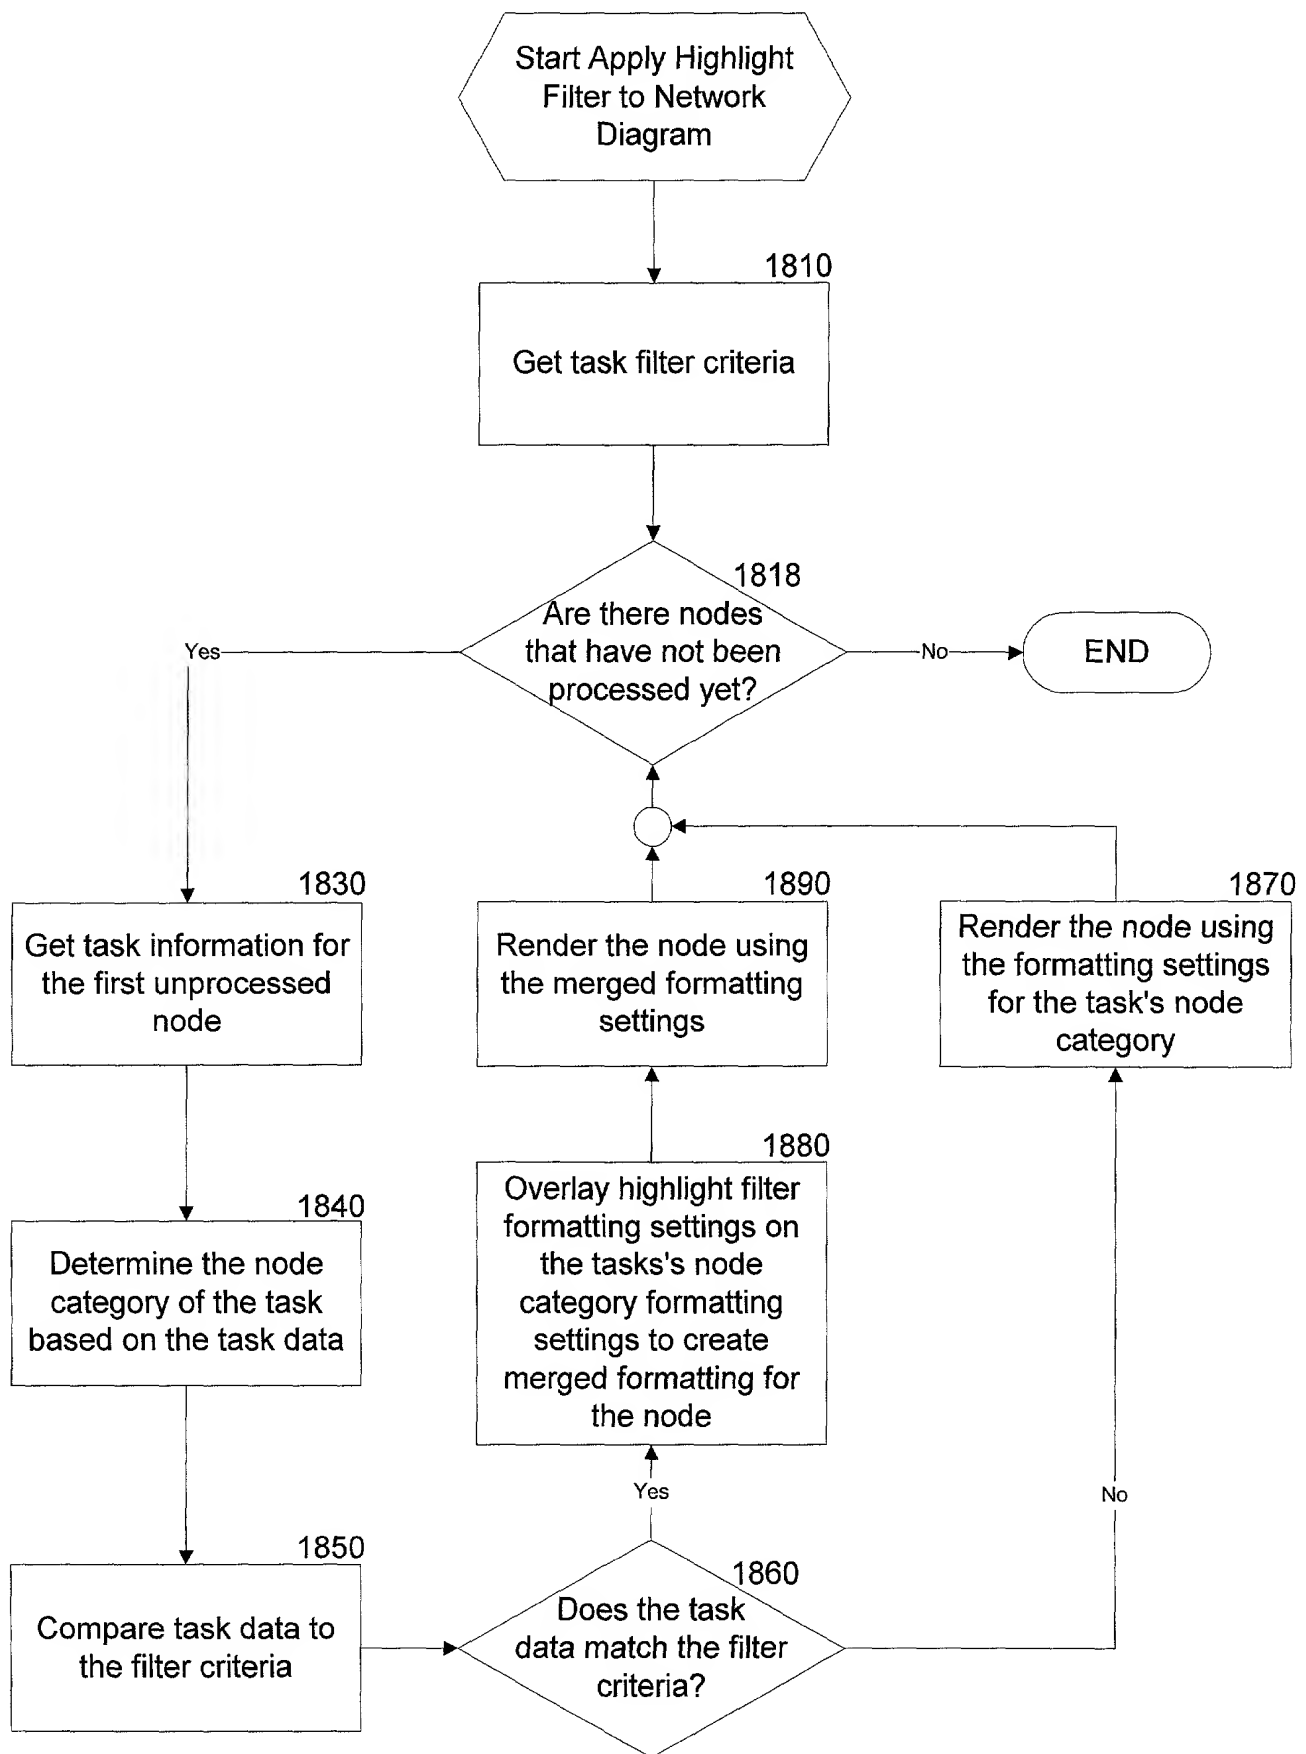 Start Apply Highlight
Filter to Network
Diagram
1810
Get task filter criteria
1818
Are there nodes
that have not been
processed yet?
Yes
No
END
1830
Get task information for
the first unprocessed
node
1890
Render the node using
the merged formatting
settings
1870
Render the node using
the formatting settings
for the task's node
category
1840
Determine the node
category of the task
based on the task data
1880
Overlay highlight filter
formatting settings on
the tasks's node
category formatting
settings to create
merged formatting for
the node
Yes
No
1850
Compare task data to
the filter criteria
1860
Does the task
data match the filter
criteria?